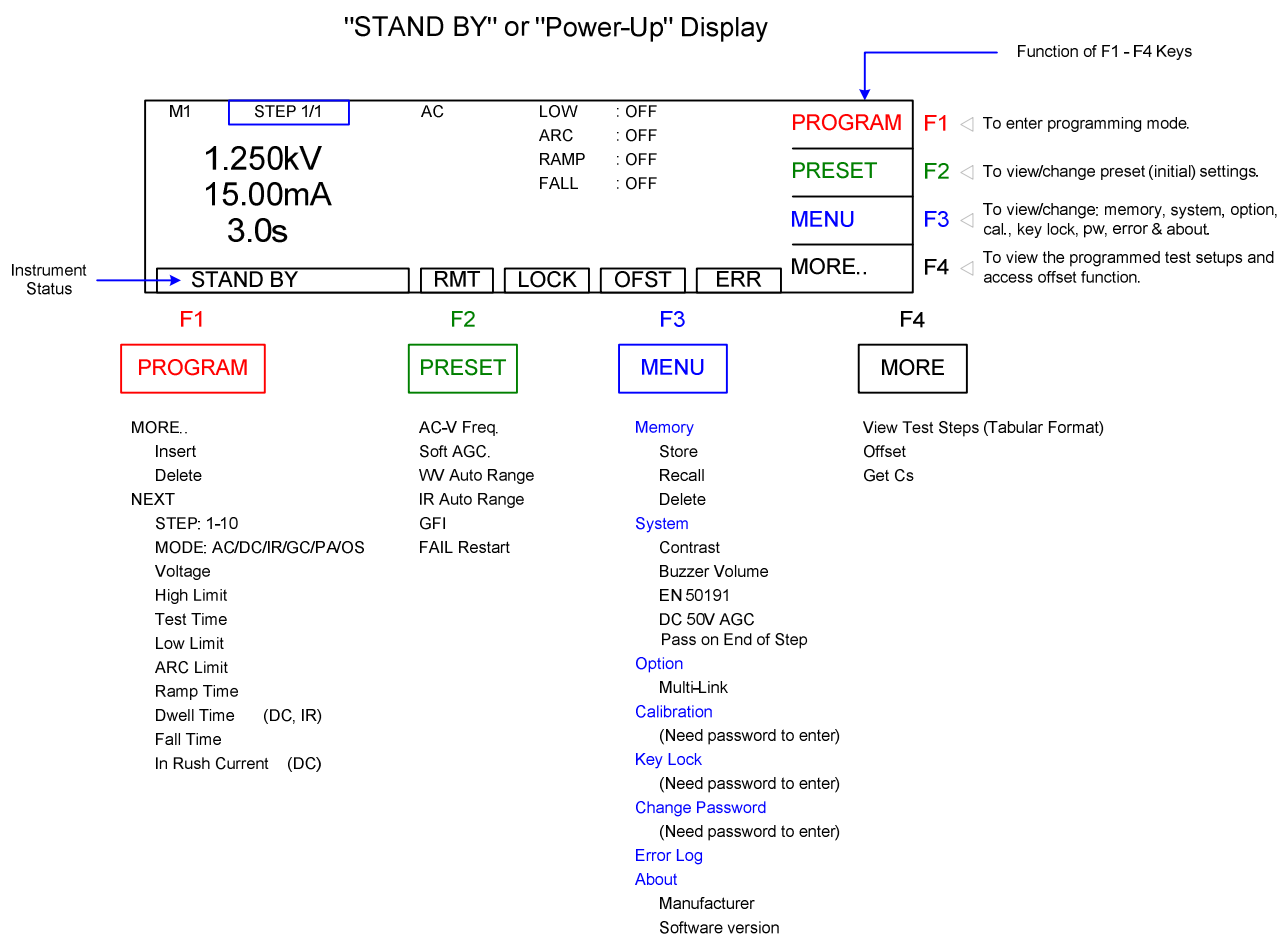 "STAND BY" or "Power-Up" Display
Function of F1 - F4 Keys
M1 STEP 1/1 AC LOW : OFF
ARC : OFF
RAMP : OFF
FALL : OFF
1.250kV
15.00mA
3.0s
PROGRAM F1 To enter programming mode.
PRESET F2 To view/change preset (initial) settings.
MENU F3 To view/change: memory, system, option,
cal., key lock, pw, error & about.
MORE.. F4 To view the programmed test setups and
access offset function.
Instrument
Status
STAND BY RMT LOCK OFST ERR
F1
PROGRAM
MORE..
Insert
Delete
NEXT
STEP: 1-10
MODE: AC/DC/IR/GC/PA/OS
Voltage
High Limit
Test Time
Low Limit
ARC Limit
Ramp Time
Dwell Time (DC, IR)
Fall Time
In Rush Current (DC)
F2
PRESET
AC-V Freq.
Soft AGC.
WV Auto Range
IR Auto Range
GFI
FAIL Restart
F3
MENU
Memory
Store
Recall
Delete
System
Contrast
Buzzer Volume
EN 50191
DC 50V AGC
Pass on End of Step
Option
Multi-Link
Calibration
(Need password to enter)
Key Lock
(Need password to enter)
Change Password
(Need password to enter)
Error Log
About
Manufacturer
Software version
F4
MORE
View Test Steps (Tabular Format)
Offset
Get Cs